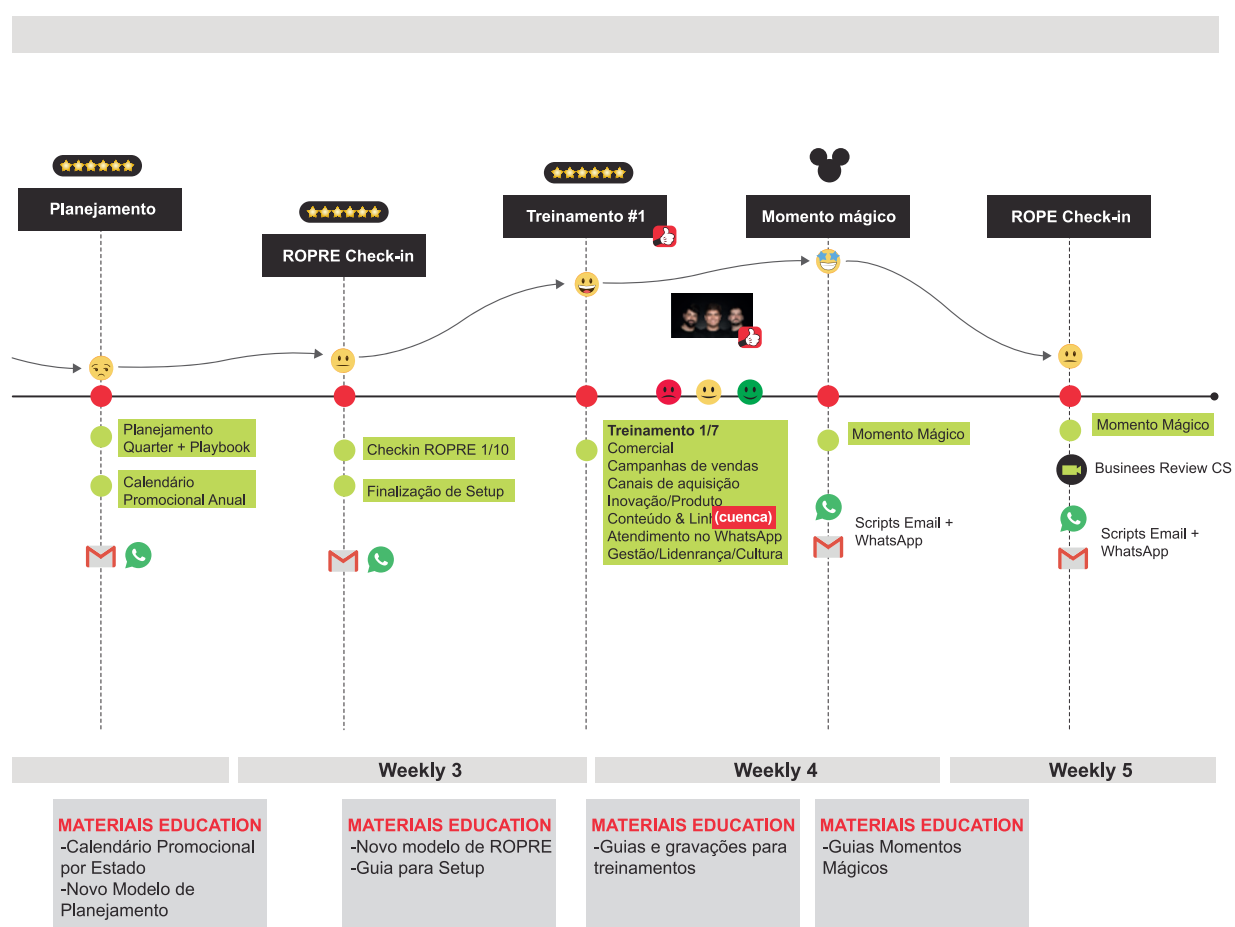 Planejamento
ROPRE Check-in
Treinamento #1
Momento mágico
ROPE Check-in
Planejamento
Quarter + Playbook
Calendário
Promocional Anual
Checkin ROPRE 1/10
Finalização de Setup
Treinamento 1/7
Comercial
Campanhas de vendas
Canais de aquisição
Inovação/Produto
Conteúdo & Linh
(cuenca)
Atendimento no WhatsApp
Gestão/Lidenrança/Cultura
Momento Mágico
Scripts Email +
WhatsApp
Momento Mágico
Businees Review CS
Scripts Email +
WhatsApp
Weekly 3
Weekly 4
Weekly 5
MATERIAIS EDUCATION
-Calendário Promocional
por Estado
-Novo Modelo de
Planejamento
MATERIAIS EDUCATION
-Novo modelo de ROPRE
-Guia para Setup
MATERIAIS EDUCATION
-Guias e gravações para
treinamentos
MATERIAIS EDUCATION
-Guias Momentos
Mágicos